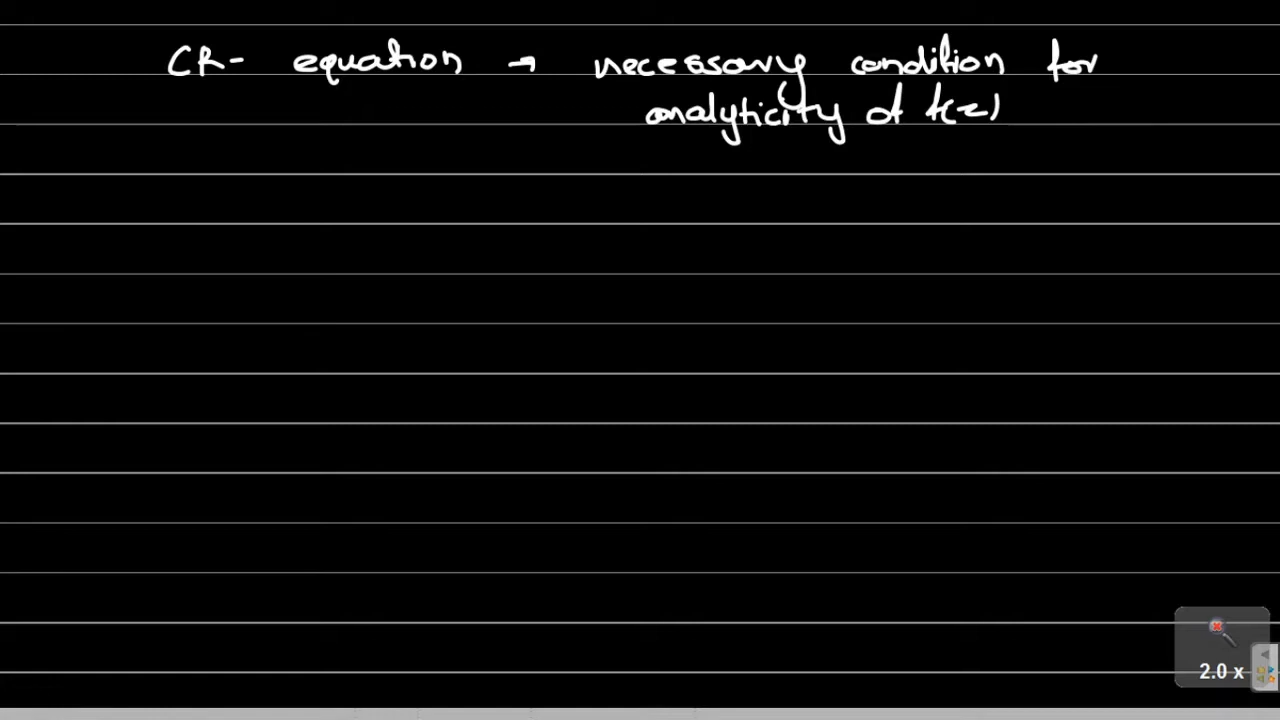 CR- equation → necessary condition for
analyticity of f(z)
2.0 x